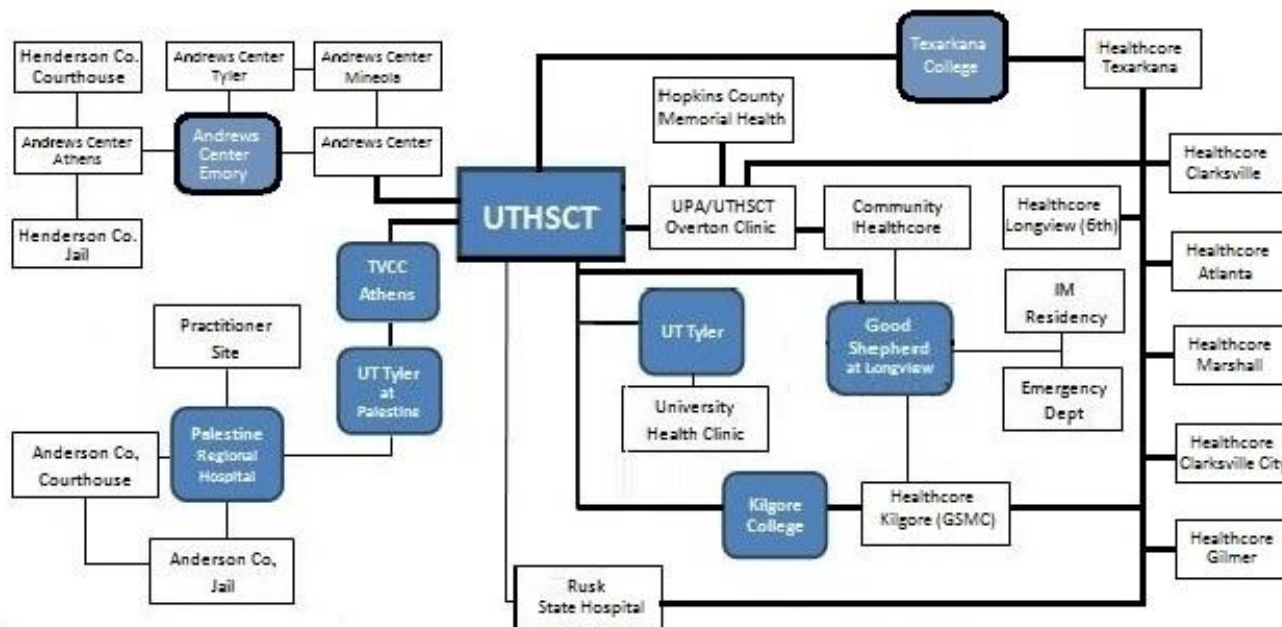 Henderson Co.
Courthouse
Andrews Center
Tyler
Andrews Center
Mineola
Texarkana
College
Healthcore
Texarkana
Hopkins County
Memorial Health
Andrews Center
Athens
Andrews
Center
Emory
Andrews Center
Healthcore
Clarksville
UTHSCT
UPA/UTHSCT
Overton Clinic
Community
Healthcore
Healthcore
Longview (6th)
Henderson Co.
Jail
TVCC
Athens
Healthcore
Atlanta
IM
Residency
Practitioner
Site
UT Tyler
Good
Shepherd
at Longview
Healthcore
Marshall
UT Tyler
at
Palestine
Emergency
Dept
University
Health Clinic
Palestine
Regional
Hospital
Anderson Co,
Courthouse
Healthcore
Clarksville City
Kilgore
College
Healthcore
Kilgore (GSMC)
Healthcore
Gilmer
Anderson Co,
Jail
Rusk
State Hospital